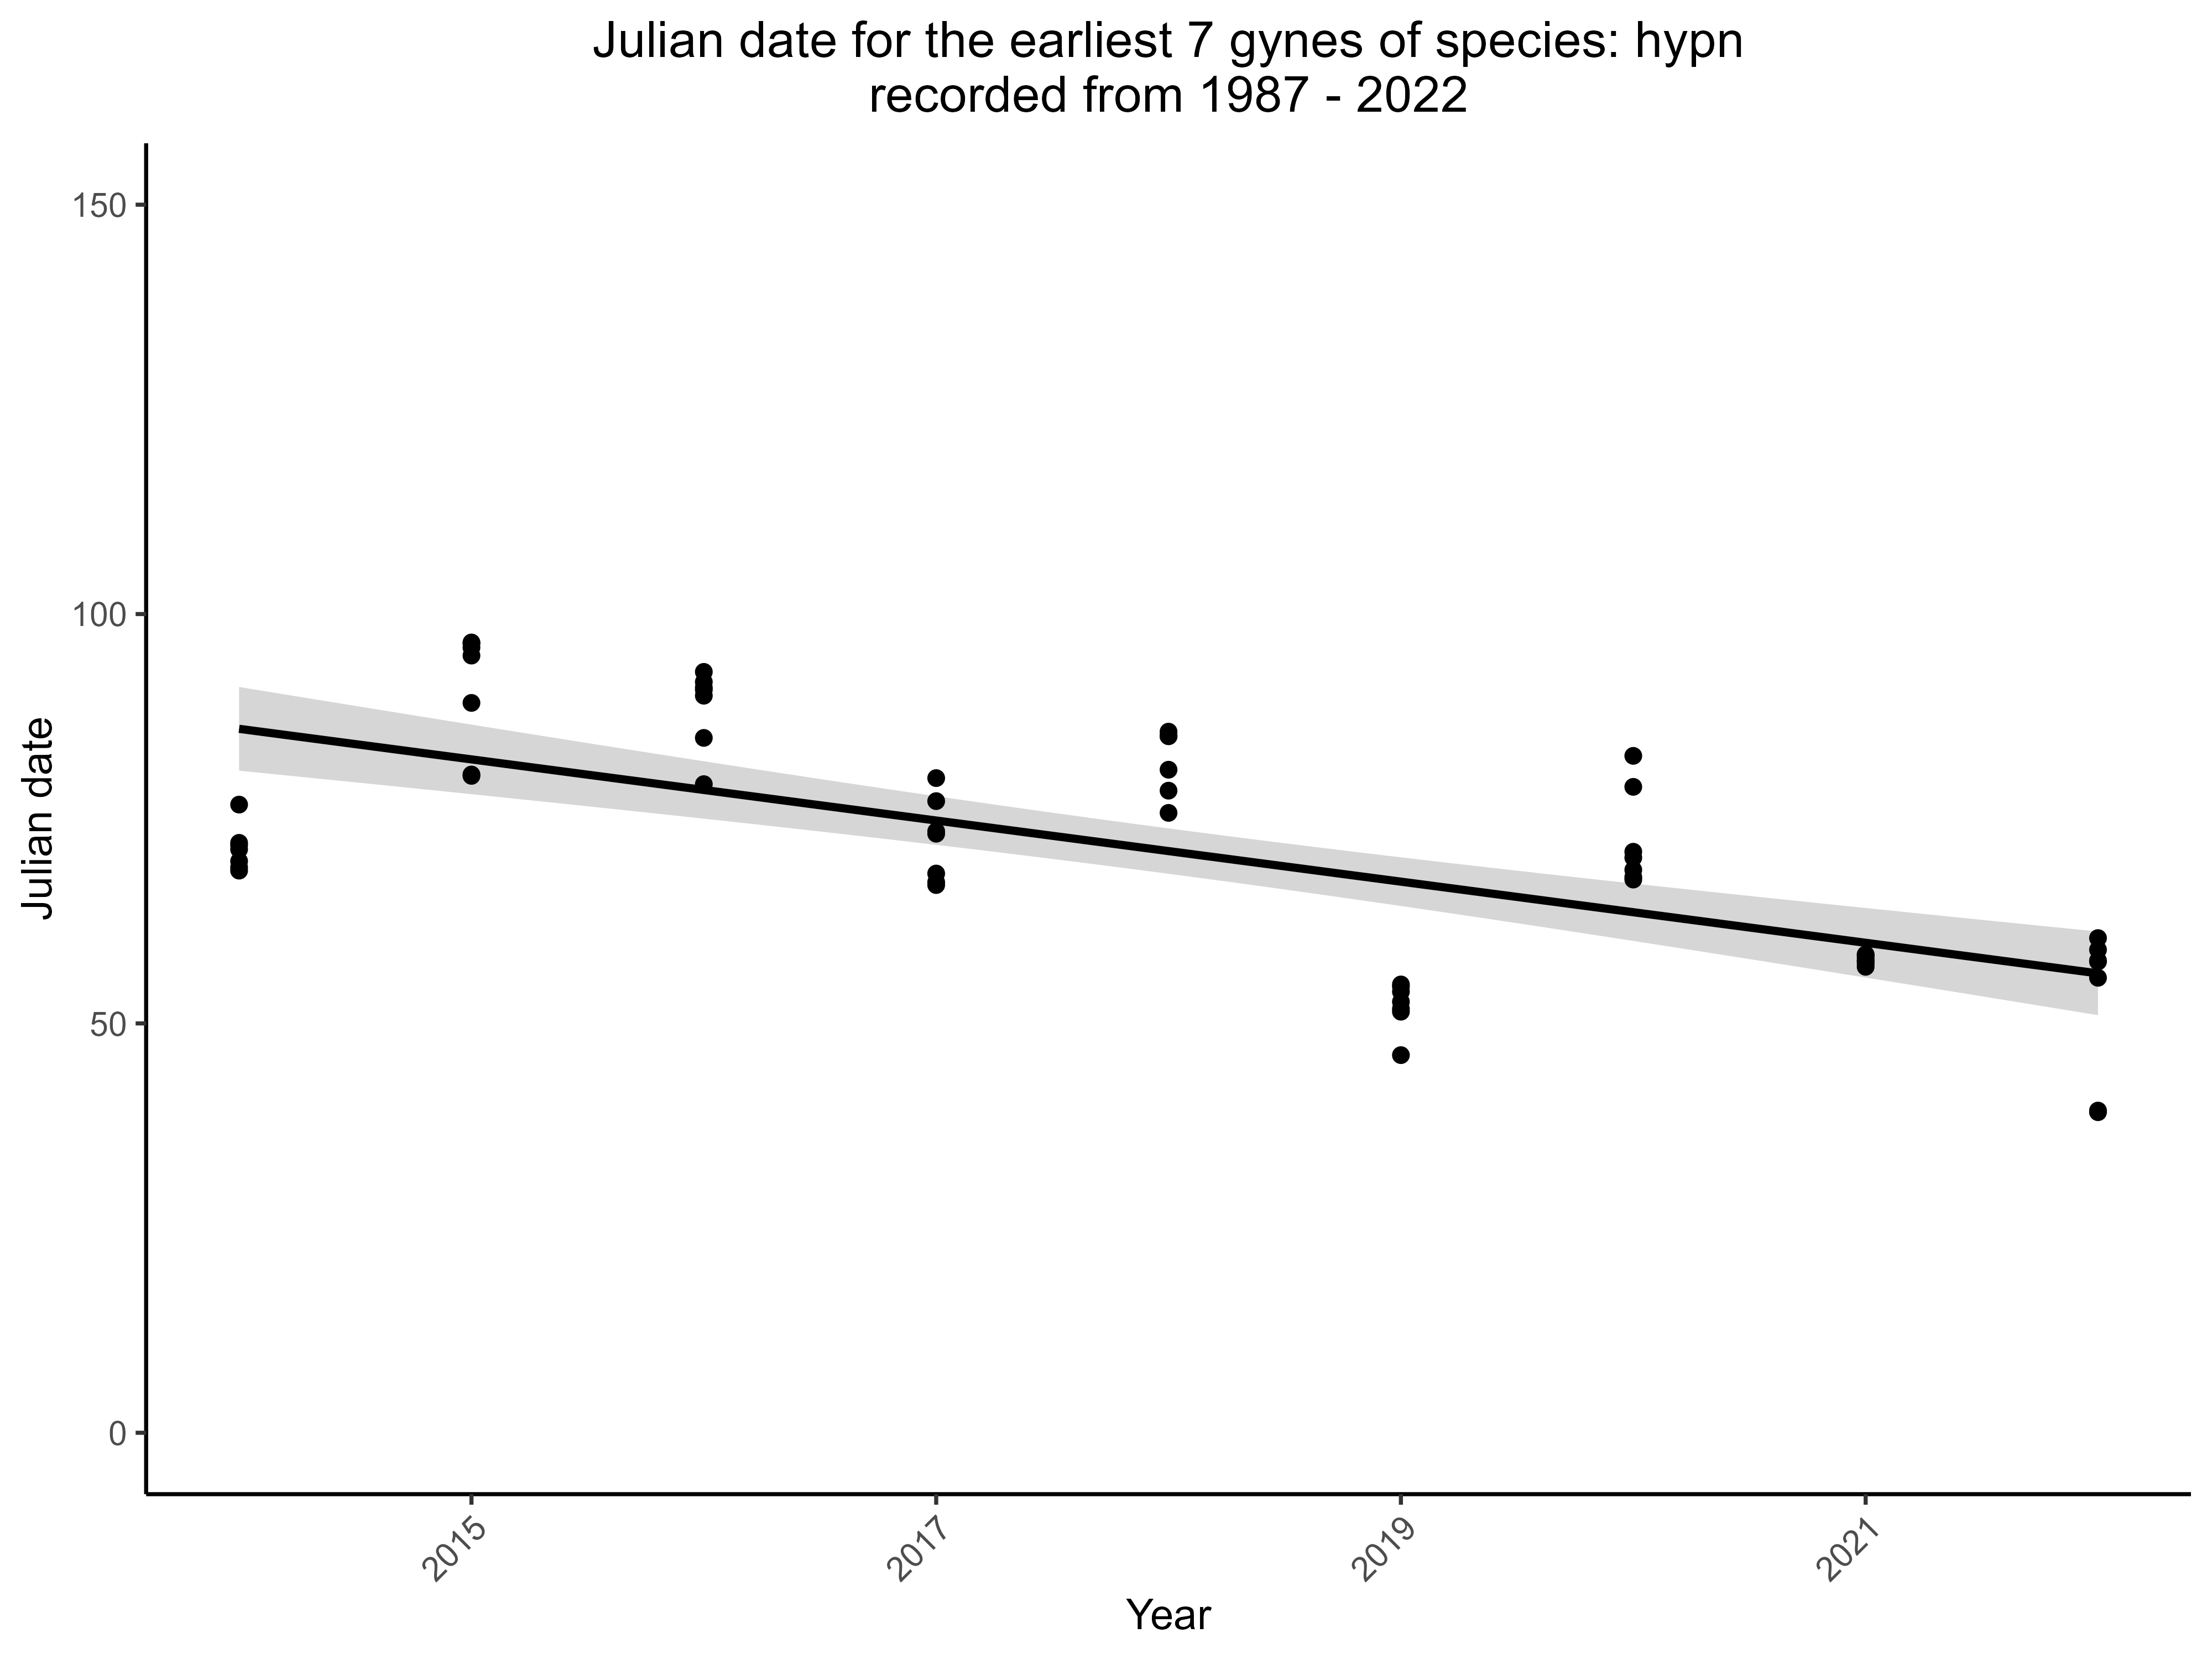 Julian date for the earliest 7 gynes of species: hypn
recorded from 1987 - 2022
150
100
50
0
Julian date
2015
2017
2019
2021
Year